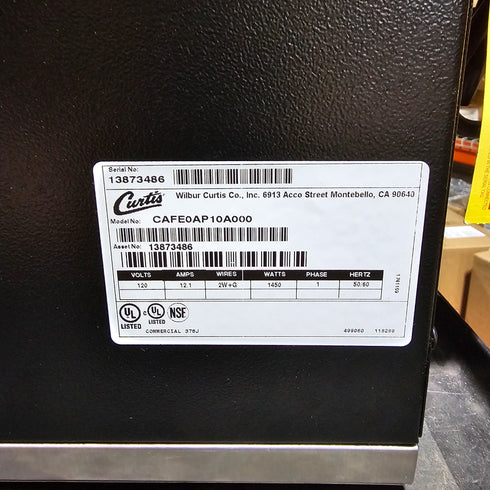 Serial No:
13873486
Curtis
Wilbur Curtis Co., Inc. 6913 Acco Street Montebello, CA 90640
Model No: CAFE0AP10A000
Asset No: 13873486
VOLTS AMPS WIRES WATTS PHASE HERTZ
120 12.1 2W+G 1450 1 50/60
UL LISTED
c UL LISTED
NSF
COMMERCIAL 378J
499060 118269